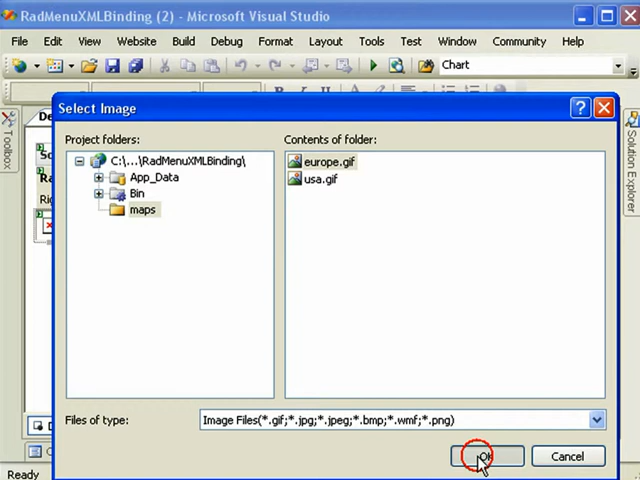 RadMenuXMLBinding (2) - Microsoft Visual Studio
File Edit View Website Build Debug Format Layout Tools Test Window Community Help
Chart
Select Image
Project folders: Contents of folder:
C:\...\RadMenuXMLBinding\
App_Data
Bin
maps
europe.gif
usa.gif
Toolbox
Solution Explorer
Files of type: Image Files(*.gif;*.jpg;*.jpeg;*.bmp;*.wmf;*.png)
OK Cancel
Ready